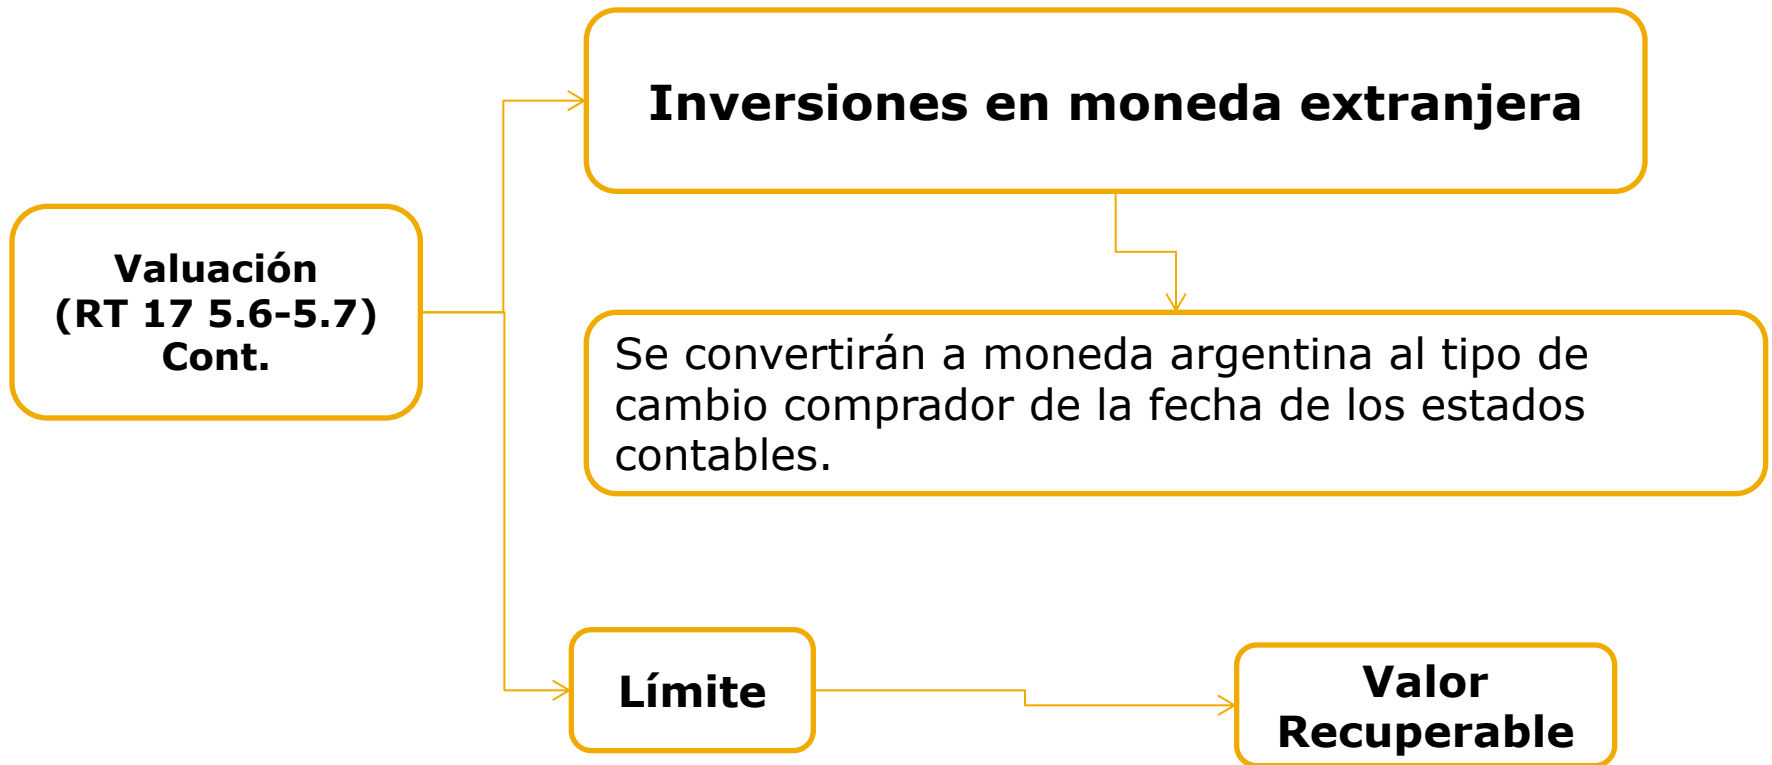 Inversiones en moneda extranjera
Valuación
(RT 17 5.6-5.7)
Cont.
Se convertirán a moneda argentina al tipo de
cambio comprador de la fecha de los estados
contables.
Límite
Valor
Recuperable